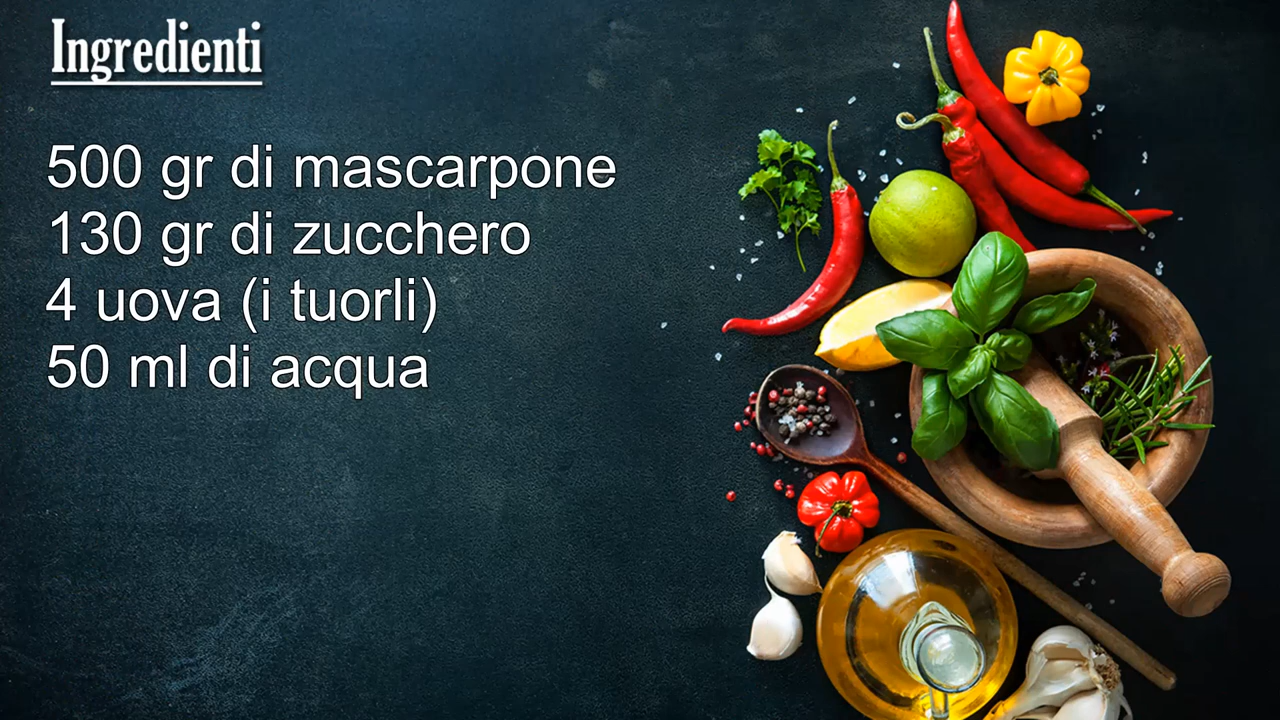 Ingredienti
500 gr di mascarpone
130 gr di zucchero
4 uova (i tuorli)
50 ml di acqua